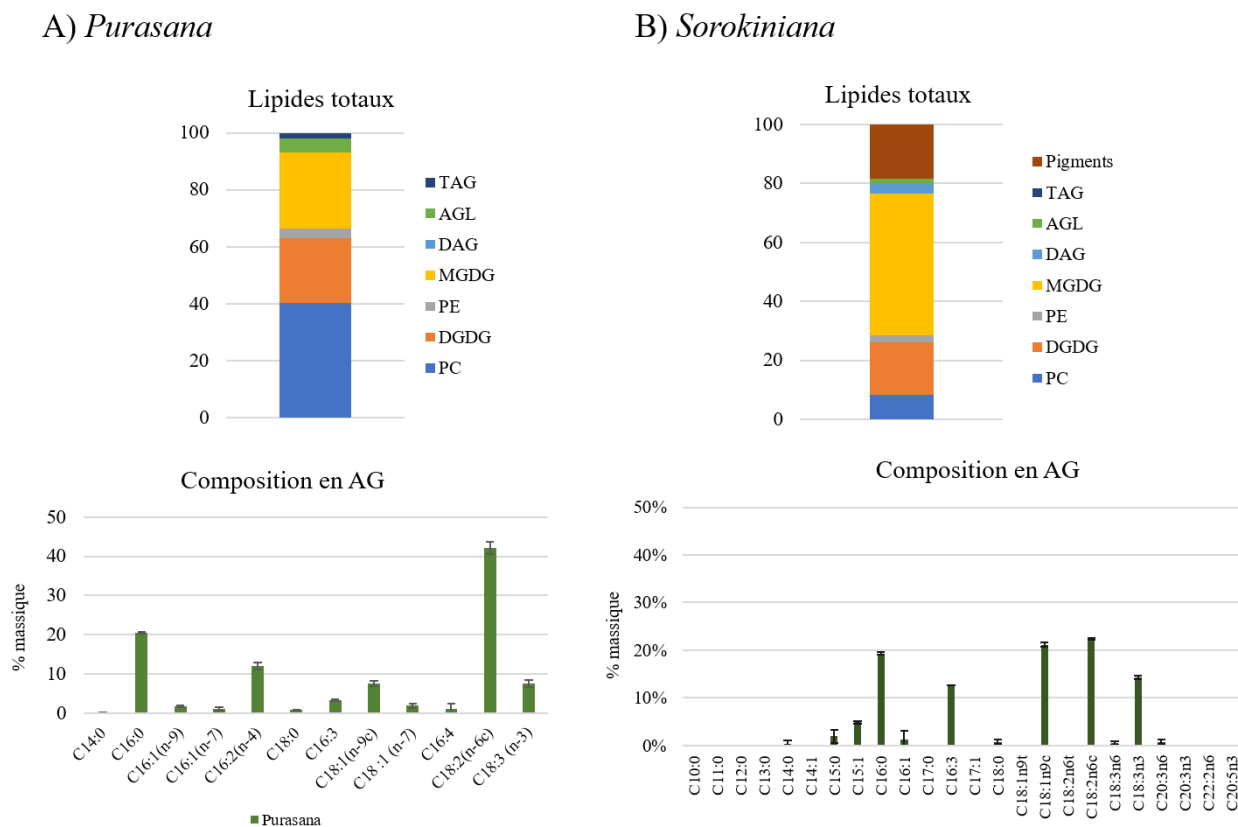 A) Purasana
Lipides totaux
100
80
60
40
20
0
TAG
AGL
DAG
MGDG
PE
DGDG
PC
Composition en AG
% massique
50
40
30
20
10
0
C14:0
C16:0
C16:1(n-9)
C16:1(n-7)
C16:2(n-4)
C18:0
C16:3
C18:1(n-9c)
C18 :1 (n-7)
C16:4
C18:2(n-6c)
C18:3 (n-3)
Purasana
B) Sorokiniana
Lipides totaux
100
80
60
40
20
0
Pigments
TAG
AGL
DAG
MGDG
PE
DGDG
PC
Composition en AG
% massique
50%
40%
30%
20%
10%
0%
C10:0
C11:0
C12:0
C13:0
C14:0
C14:1
C15:0
C15:1
C16:0
C16:1
C17:0
C16:3
C17:1
C18:0
C18:1n9t
C18:1n9c
C18:2n6t
C18:2n6c
C18:3n6
C18:3n3
C20:3n6
C20:3n3
C22:2n6
C20:5n3